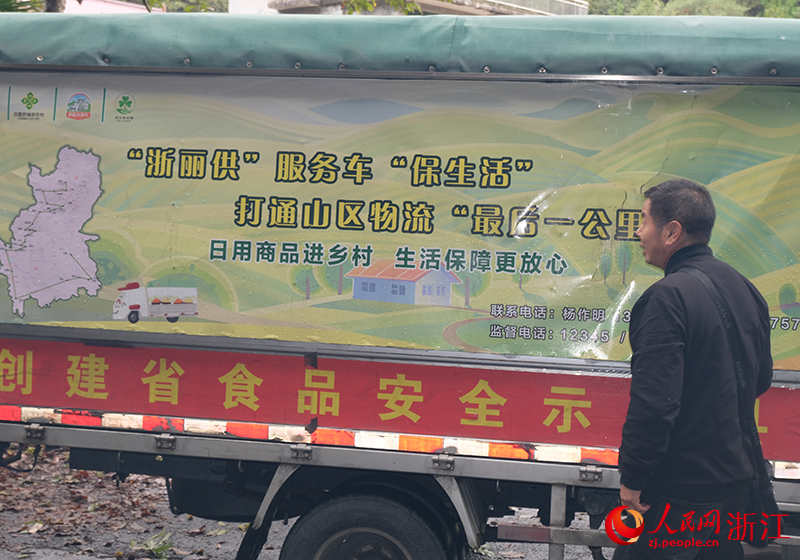 “浙丽供”服务车“保生活”
打通山区物流“最后一公里
日用商品进乡村 生活保障更放心
联系电话：杨作明 13
757
监督电话：12345 /
创建省食品安全示
人民网 浙江
zj.people.cn